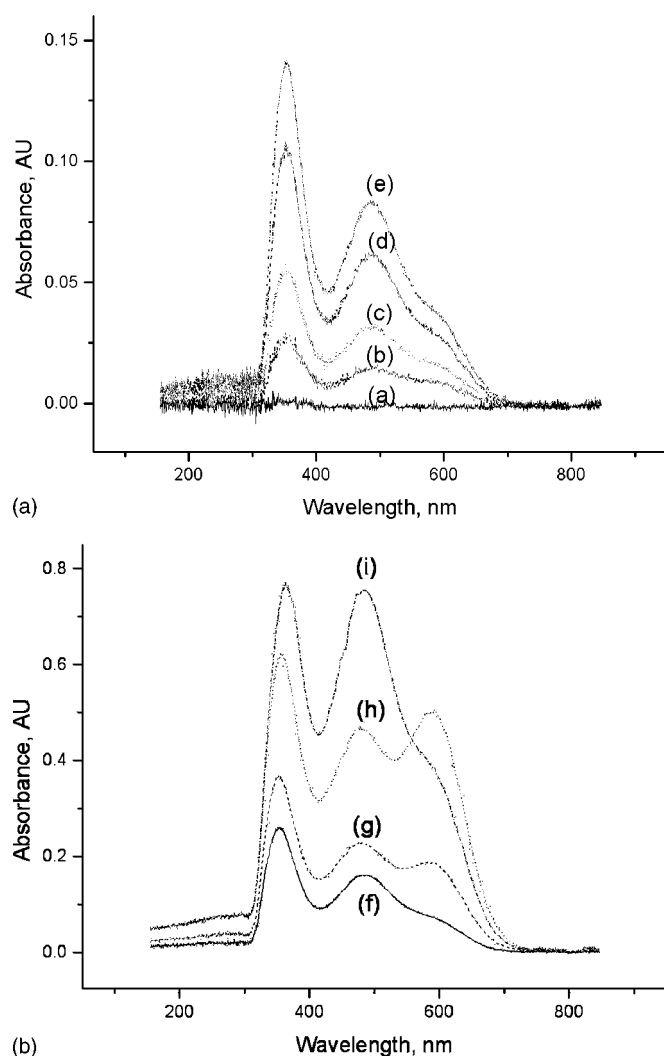 0.15
0.10
0.05
0.00
Absorbance, AU
(e)
(d)
(c)
(b)
(a)
200 400 600 800
Wavelength, nm
(a)
0.8
0.6
0.4
0.2
0.0
Absorbance, AU
(i)
(h)
(g)
(f)
200 400 600 800
Wavelength, nm
(b)